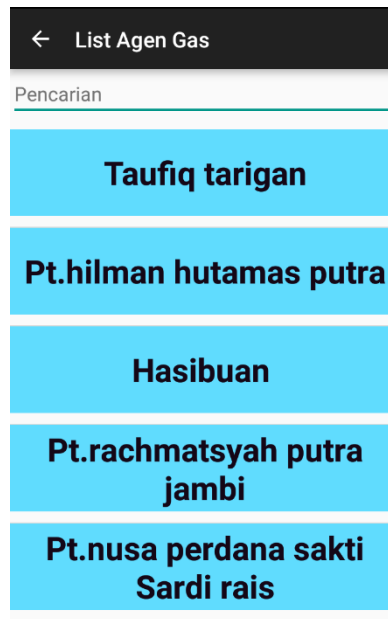 List Agen Gas
Pencarian
Taufiq tarigan
Pt.hilman hutamas putra
Hasibuan
Pt.rachmatsyah putra
jambi
Pt.nusa perdana sakti
Sardi rais